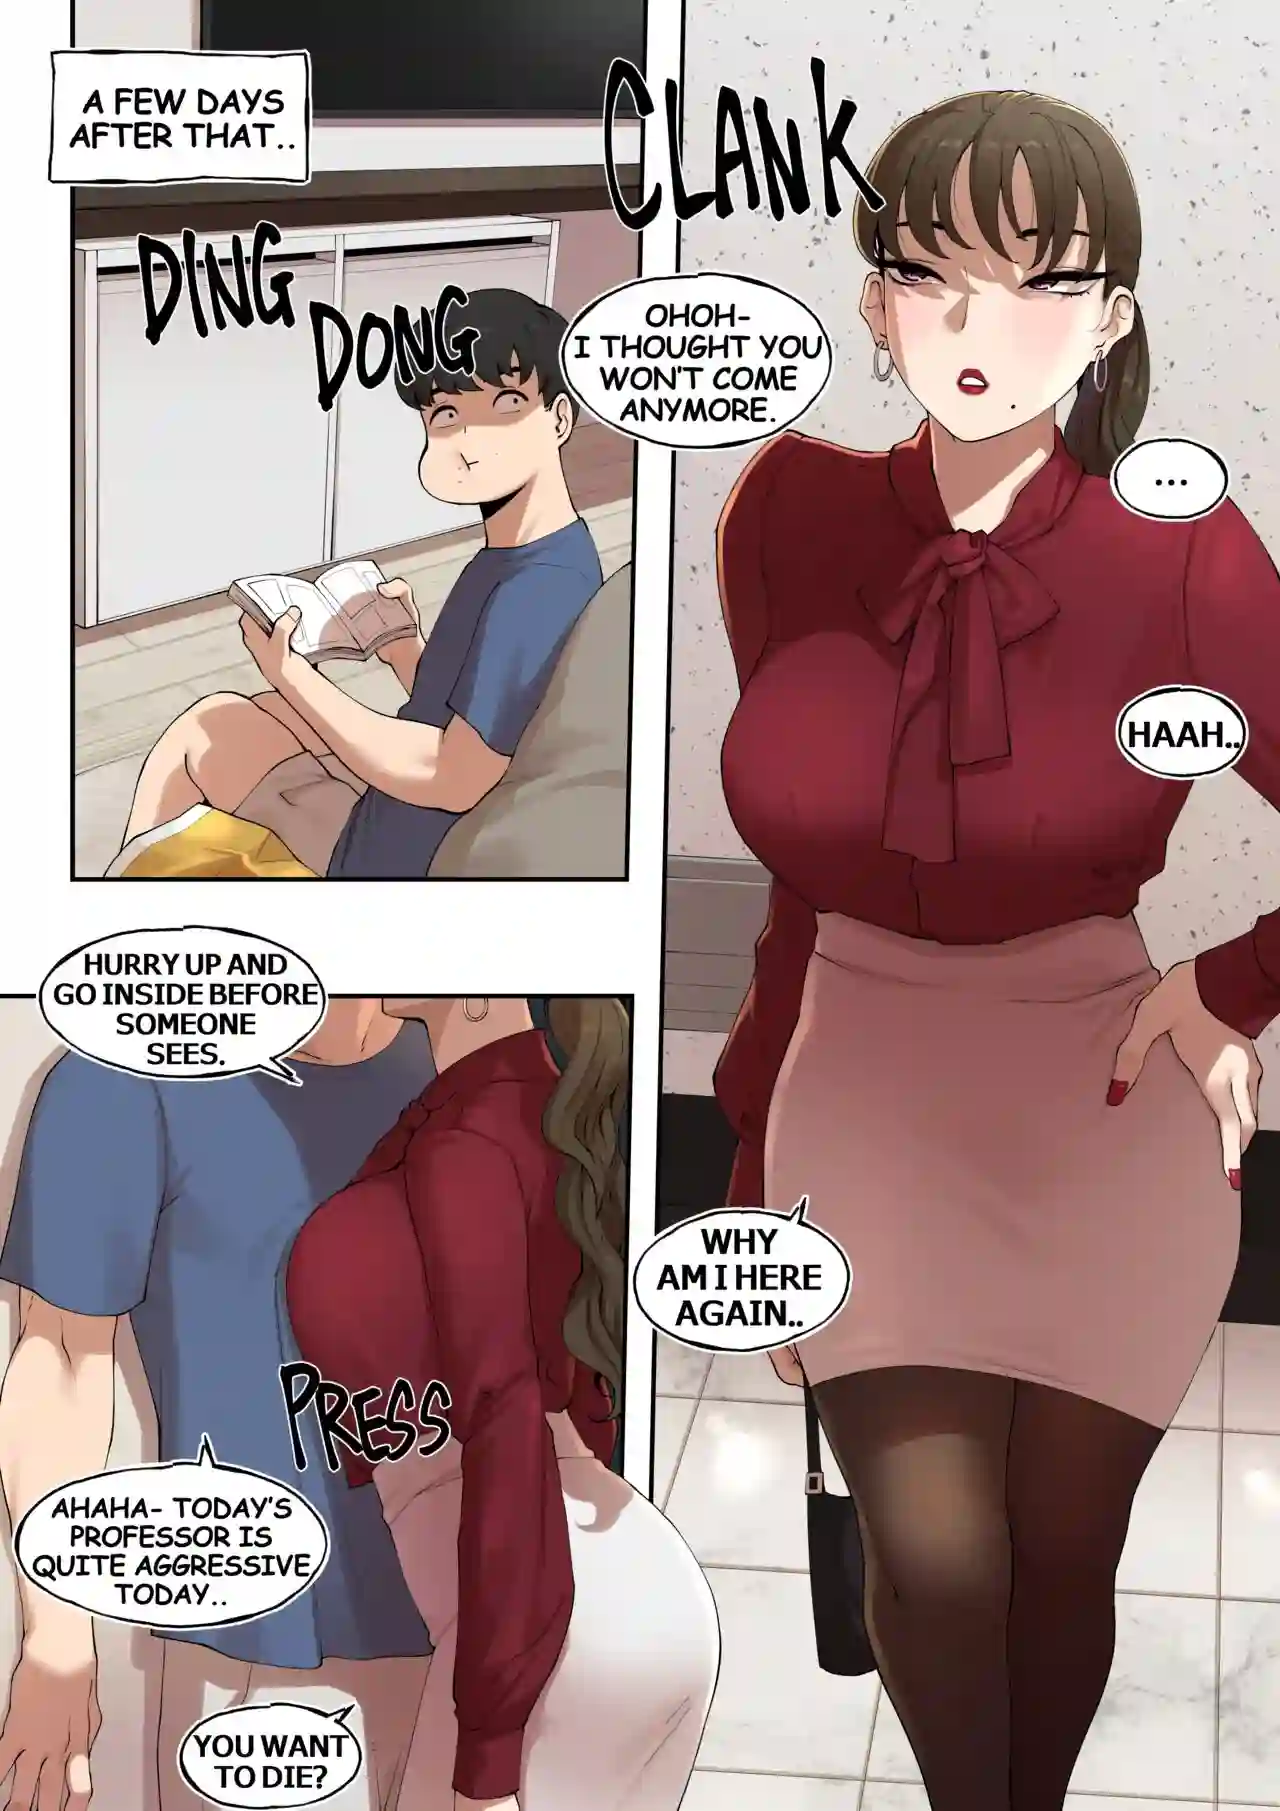 A FEW DAYS
AFTER THAT..
DING
DONG
CLANK
OHOH-
I THOUGHT YOU
WON'T COME
ANYMORE.
...
HAAH..
WHY
AM I HERE
AGAIN..
HURRY UP AND
GO INSIDE BEFORE
SOMEONE
SEES.
PRESS
AHAHA- TODAY'S
PROFESSOR IS
QUITE AGGRESSIVE
TODAY..
YOU WANT
TO DIE?